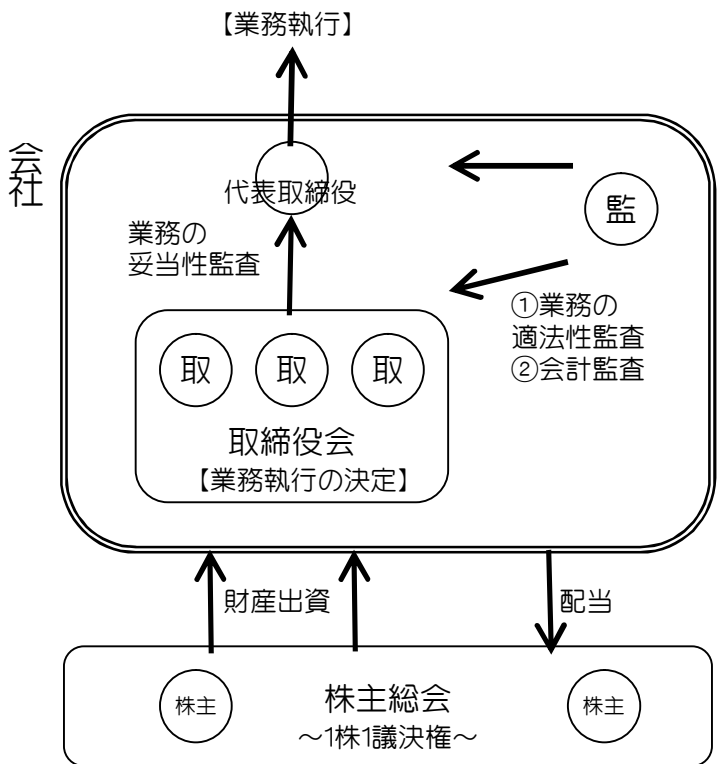 【業務執行】
会社
代表取締役
監
業務の
妥当性監査
①業務の
適法性監査
②会計監査
取
取
取
取締役会
【業務執行の決定】
財産出資
配当
株主
株主総会
～1株1議決権～
株主